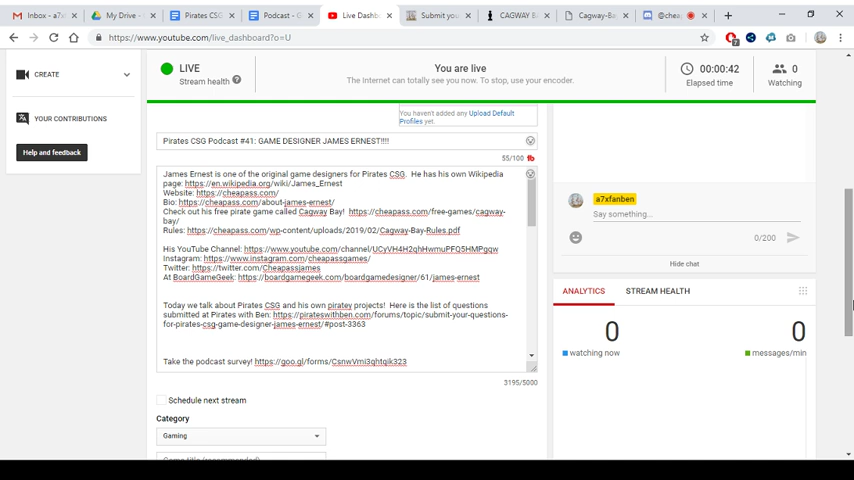 Inbox - a7x
My Drive -
Pirates CSG
Podcast - G
Live Dashb
Submit you
CAGWAY B
Cagway-Ba
@chea
https://www.youtube.com/live_dashboard?o=U
7
CREATE
YOUR CONTRIBUTIONS
Help and feedback
LIVE
Stream health ?
You are live
The Internet can totally see you now. To stop, use your encoder.
00:00:42
Elapsed time
0
Watching
You haven't added any Upload Default
Profiles yet.
Pirates CSG Podcast #41: GAME DESIGNER JAMES ERNEST!!!!
55/100
James Ernest is one of the original game designers for Pirates CSG. He has his own Wikipedia
page: https://en.wikipedia.org/wiki/James_Ernest
Website: https://cheapass.com/
Bio: https://cheapass.com/about-james-ernest/
Check out his free pirate game called Cagway Bay! https://cheapass.com/free-games/cagway-
bay/
Rules: https://cheapass.com/wp-content/uploads/2019/02/Cagway-Bay-Rules.pdf
His YouTube Channel: https://www.youtube.com/channel/UCyVH4H2qhHwmuPFQ5HMPgqw
Instagram: https://www.instagram.com/cheapassgames/
Twitter: https://twitter.com/Cheapassjames
At BoardGameGeek: https://boardgamegeek.com/boardgamedesigner/61/james-ernest
Today we talk about Pirates CSG and his own piratey projects! Here is the list of questions
submitted at Pirates with Ben: https://pirateswithben.com/forums/topic/submit-your-questions-
for-pirates-csg-game-designer-james-ernest/#post-3363
Take the podcast survey! https://goo.gl/forms/CsnwVmi3qhtqik323
3195/5000
Schedule next stream
Category
Gaming
Game title (recommended)
a7xfanben
Say something...
0/200
Hide chat
ANALYTICS
STREAM HEALTH
0
watching now
0
messages/min